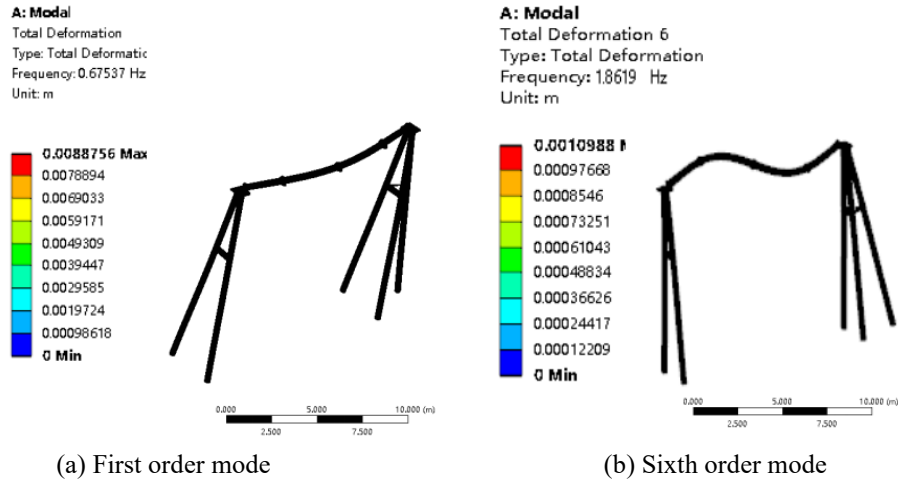 A: Modal
Total Deformation
Type: Total Deformatic
Frequency: 0.67537 Hz
Unit: m
0.0088756 Max
0.0078894
0.0069033
0.0059171
0.0049309
0.0039447
0.0029585
0.0019724
0.00098618
0 Min
0.000 5.000 10.000 (m)
2.500 7.500
(a) First order mode
A: Modal
Total Deformation 6
Type: Total Deformation
Frequency: 1.8619 Hz
Unit: m
0.0010988 M
0.00097668
0.0008546
0.00073251
0.00061043
0.00048834
0.00036626
0.00024417
0.00012209
0 Min
0.000 5.000 10.000 (m)
2.500 7.500
(b) Sixth order mode